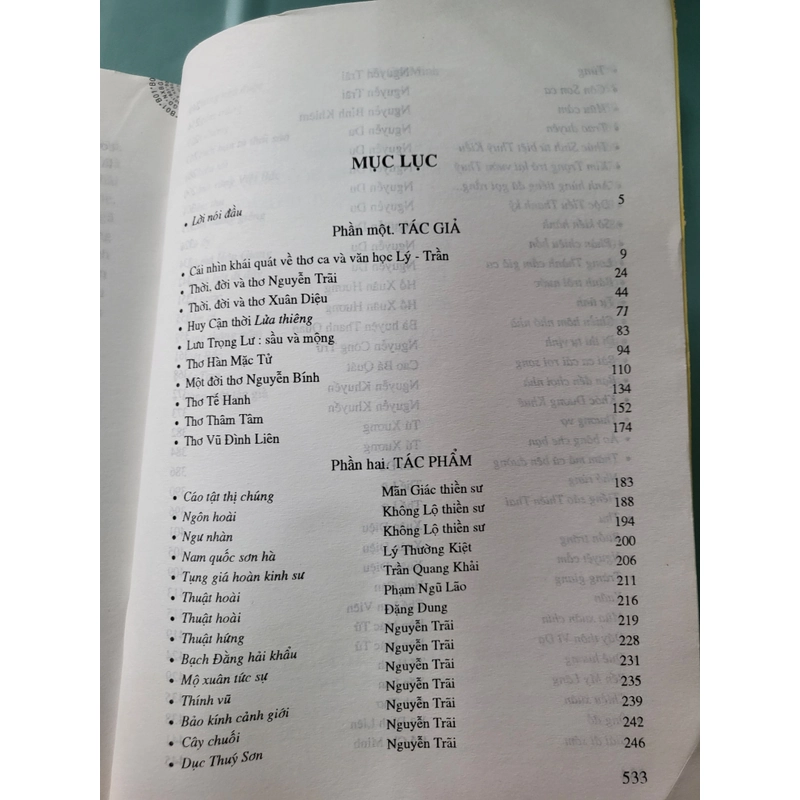 MỤC LỤC
• Lời nói đầu 5
Phần một. TÁC GIẢ
• Cái nhìn khái quát về thơ ca và văn học Lý - Trần 9
• Thời, đời và thơ Nguyễn Trãi 24
• Thời, đời và thơ Xuân Diệu 44
• Huy Cận thời Lửa thiêng 71
• Lưu Trọng Lư : sầu và mộng 83
• Thơ Hàn Mặc Tử 94
• Một đời thơ Nguyễn Bính 110
• Thơ Tế Hanh 134
• Thơ Thâm Tâm 152
• Thơ Vũ Đình Liên 174
Phần hai. TÁC PHẨM
• Cáo tật thị chúng Mãn Giác thiền sư 183
• Ngôn hoài Không Lộ thiền sư 188
• Ngư nhàn Không Lộ thiền sư 194
• Nam quốc sơn hà Lý Thường Kiệt 200
• Tụng giá hoàn kinh sư Trần Quang Khải 206
• Thuật hoài Phạm Ngũ Lão 211
• Thuật hoài Đặng Dung 216
• Thuật hứng Nguyễn Trãi 219
• Bạch Đằng hải khẩu Nguyễn Trãi 228
• Mộ xuân tức sự Nguyễn Trãi 231
• Thính vũ Nguyễn Trãi 235
• Bảo kính cảnh giới Nguyễn Trãi 239
• Cây chuối Nguyễn Trãi 242
• Dục Thuý Sơn Nguyễn Trãi 246
533